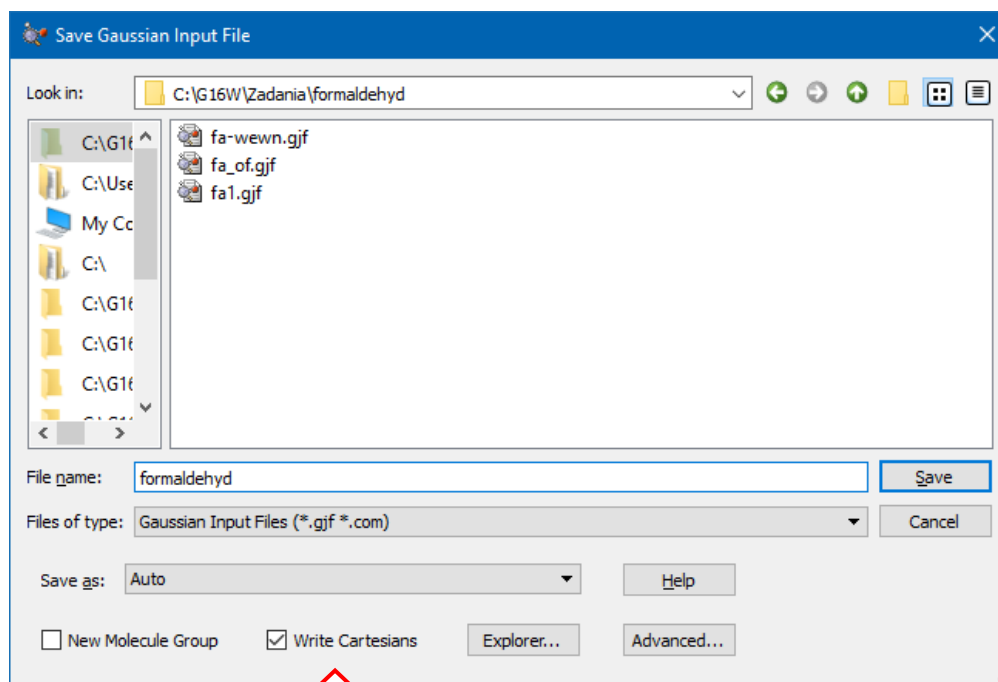 Save Gaussian Input File
Look in: C:\G16W\Zadania\formaldehyd
C:\G16
C:\Use
My Co
C:\
C:\G16
C:\G16
C:\G16
fa-wewn.gjf
fa_of.gjf
fa1.gjf
File name: formaldehyd Save
Files of type: Gaussian Input Files (*.gjf *.com) Cancel
Save as: Auto Help
New Molecule Group Write Cartesians Explorer... Advanced...